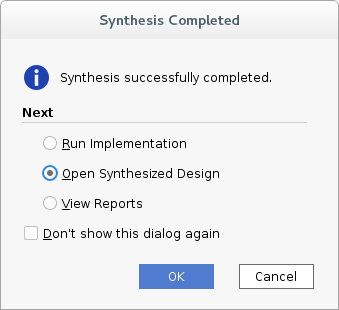 Synthesis Completed
Synthesis successfully completed.
Next
Run Implementation
Open Synthesized Design
View Reports
Don't show this dialog again
OK
Cancel